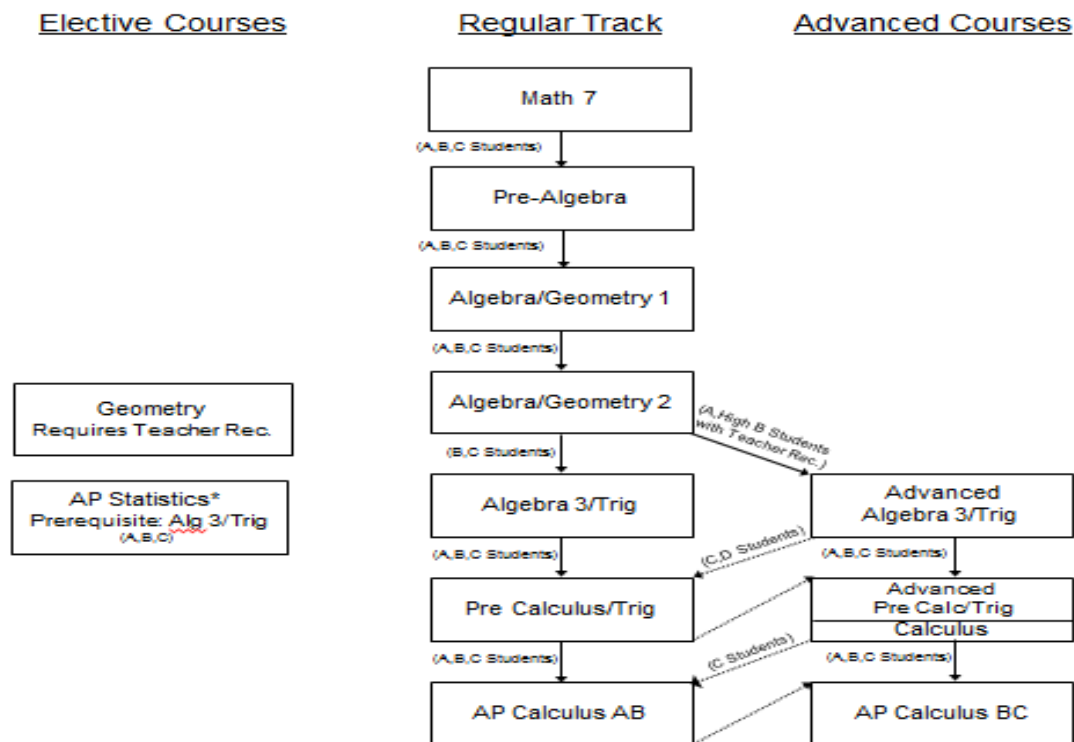 Elective Courses
Regular Track
Advanced Courses
Math 7
(A,B,C Students)
Pre-Algebra
(A,B,C Students)
Algebra/Geometry 1
(A,B,C Students)
Geometry
Requires Teacher Rec.
Algebra/Geometry 2
(A,High B Students
with Teacher Rec.)
(B,C Students)
AP Statistics*
Prerequisite: Alg 3/Trig
(A,B,C)
Algebra 3/Trig
Advanced
Algebra 3/Trig
(A,B,C Students)
(C,D Students)
(A,B,C Students)
Pre Calculus/Trig
Advanced
Pre Calc/Trig
Calculus
(A,B,C Students)
(C Students)
(A,B,C Students)
AP Calculus AB
AP Calculus BC